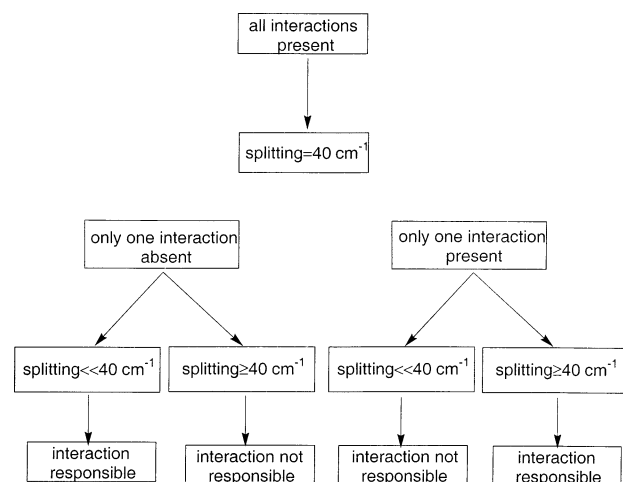 all interactions
present
splitting=40 cm⁻¹
only one interaction
absent
only one interaction
present
splitting<<40 cm⁻¹
splitting≥40 cm⁻¹
splitting<<40 cm⁻¹
splitting≥40 cm⁻¹
interaction
responsible
interaction not
responsible
interaction not
responsible
interaction
responsible